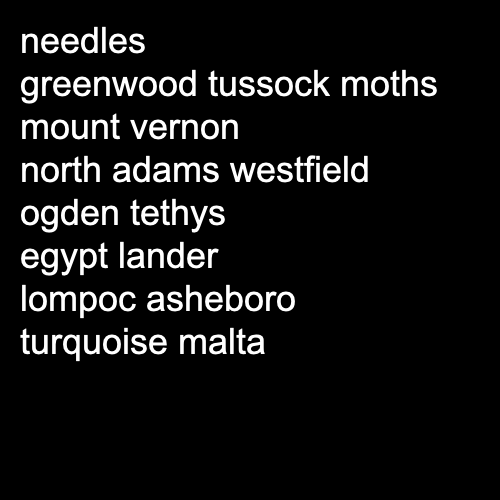 needles
greenwood tussock moths
mount vernon
north adams westfield
ogden tethys
egypt lander
lompoc asheboro
turquoise malta